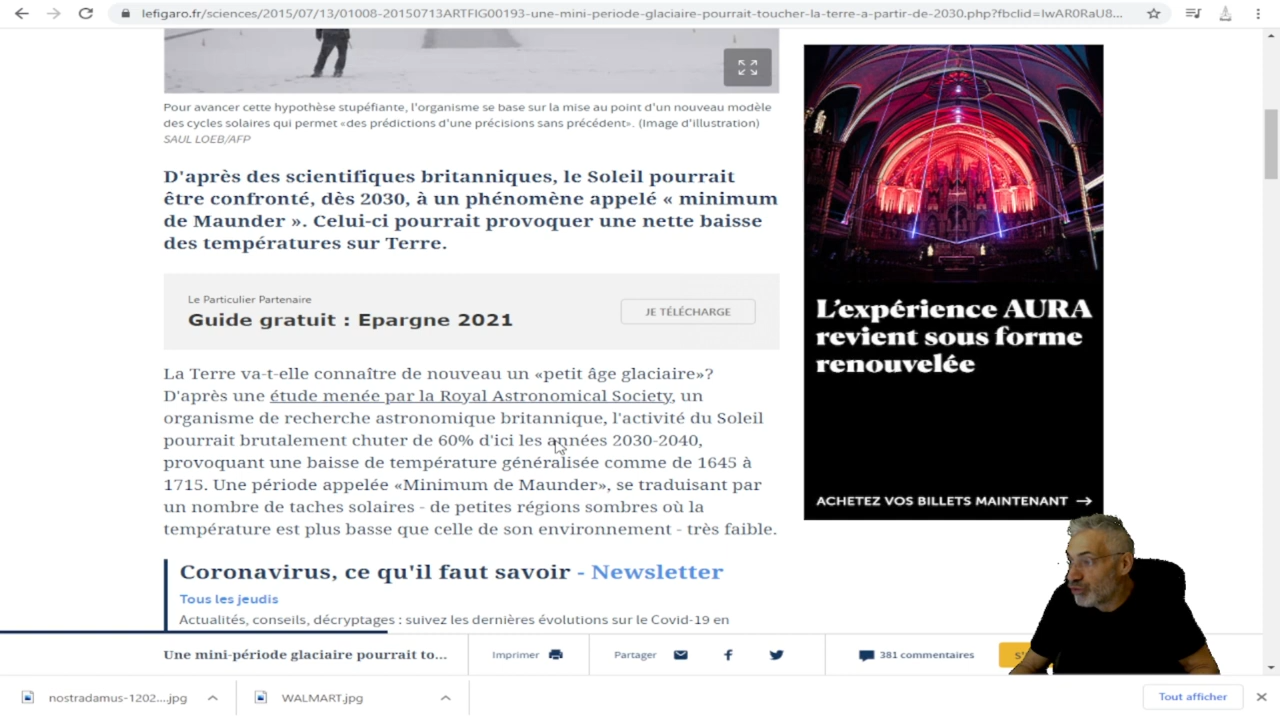 lefigaro.fr/sciences/2015/07/13/01008-20150713ARTFIG00193-une-mini-periode-glaciaire-pourrait-toucher-la-terre-a-partir-de-2030.php?fbclid=IwAR0RaU8...
Pour avancer cette hypothèse stupéfiante, l'organisme se base sur la mise au point d'un nouveau modèle
des cycles solaires qui permet «des prédictions d'une précisions sans précédent». (Image d'illustration)
SAUL LOEB/AFP
D'après des scientifiques britanniques, le Soleil pourrait
être confronté, dès 2030, à un phénomène appelé « minimum
de Maunder ». Celui-ci pourrait provoquer une nette baisse
des températures sur Terre.
Le Particulier Partenaire
Guide gratuit : Epargne 2021
JE TÉLÉCHARGE
La Terre va-t-elle connaître de nouveau un «petit âge glaciaire»?
D'après une étude menée par la Royal Astronomical Society, un
organisme de recherche astronomique britannique, l'activité du Soleil
pourrait brutalement chuter de 60% d'ici les années 2030-2040,
provoquant une baisse de température généralisée comme de 1645 à
1715. Une période appelée «Minimum de Maunder», se traduisant par
un nombre de taches solaires - de petites régions sombres où la
température est plus basse que celle de son environnement - très faible.
Coronavirus, ce qu'il faut savoir - Newsletter
Tous les jeudis
Actualités, conseils, décryptages : suivez les dernières évolutions sur le Covid-19 en
L'expérience AURA
revient sous forme
renouvelée
ACHETEZ VOS BILLETS MAINTENANT →
Une mini-période glaciaire pourrait to...
Imprimer
Partager
381 commentaires
nostradamus-1202....jpg
WALMART.jpg
Tout afficher